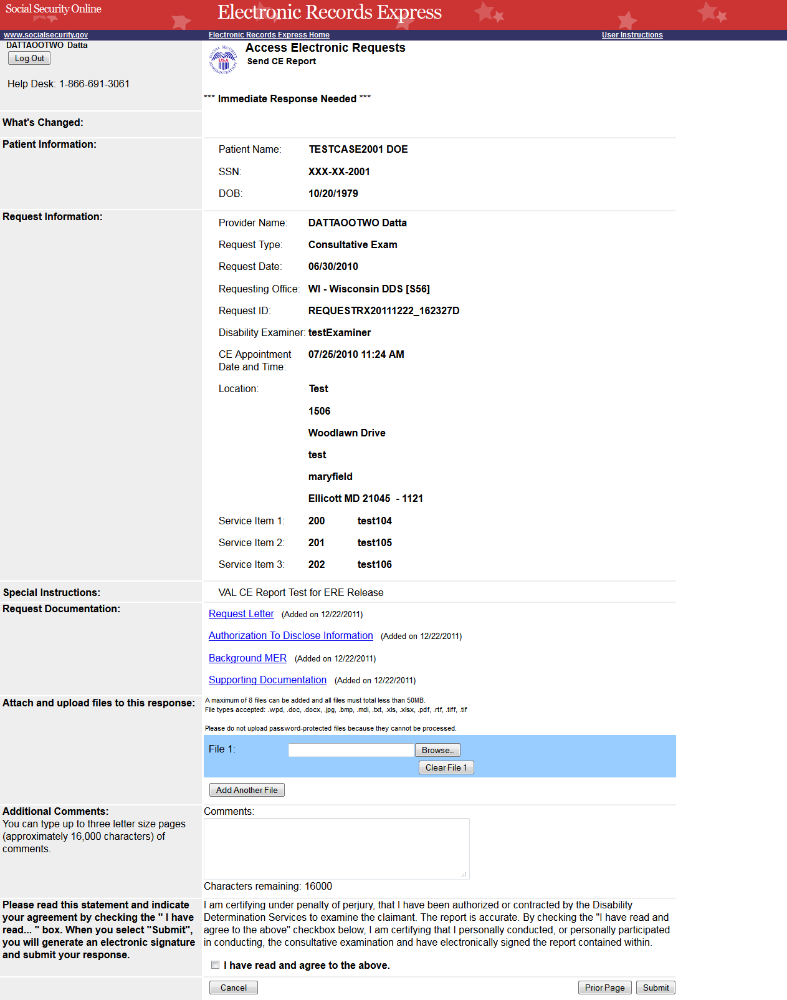 Social Security Online
Electronic Records Express
www.socialsecurity.gov
Electronic Records Express Home
User Instructions
DATTAOOTWO Datta
Log Out
Help Desk: 1-866-691-3061
SOCIAL SECURITY ADMINISTRATION
USA
Access Electronic Requests
Send CE Report
*** Immediate Response Needed ***
What's Changed:
Patient Information:
Patient Name: TESTCASE2001 DOE
SSN: XXX-XX-2001
DOB: 10/20/1979
Request Information:
Provider Name: DATTAOOTWO Datta
Request Type: Consultative Exam
Request Date: 06/30/2010
Requesting Office: WI - Wisconsin DDS [S56]
Request ID: REQUESTRX20111222_162327D
Disability Examiner: testExaminer
CE Appointment 07/25/2010 11:24 AM
Date and Time:
Location: Test
1506
Woodlawn Drive
test
maryfield
Ellicott MD 21045 - 1121
Service Item 1: 200 test104
Service Item 2: 201 test105
Service Item 3: 202 test106
Special Instructions:
VAL CE Report Test for ERE Release
Request Documentation:
Request Letter (Added on 12/22/2011)
Authorization To Disclose Information (Added on 12/22/2011)
Background MER (Added on 12/22/2011)
Supporting Documentation (Added on 12/22/2011)
Attach and upload files to this response:
A maximum of 8 files can be added and all files must total less than 50MB.
File types accepted: .wpd, .doc, .docx, .jpg, .bmp, .mdi, .txt, .xls, .xlsx, .pdf, .rtf, .tiff, .tif
Please do not upload password-protected files because they cannot be processed.
File 1: Browse...
Clear File 1
Add Another File
Additional Comments:
You can type up to three letter size pages
(approximately 16,000 characters) of
comments.
Comments:
Characters remaining: 16000
Please read this statement and indicate
your agreement by checking the " I have
read... " box. When you select "Submit",
you will generate an electronic signature
and submit your response.
I am certifying under penalty of perjury, that I have been authorized or contracted by the Disability
Determination Services to examine the claimant. The report is accurate. By checking the "I have read and
agree to the above" checkbox below, I am certifying that I personally conducted, or personally participated
in conducting, the consultative examination and have electronically signed the report contained within.
I have read and agree to the above.
Cancel
Prior Page
Submit